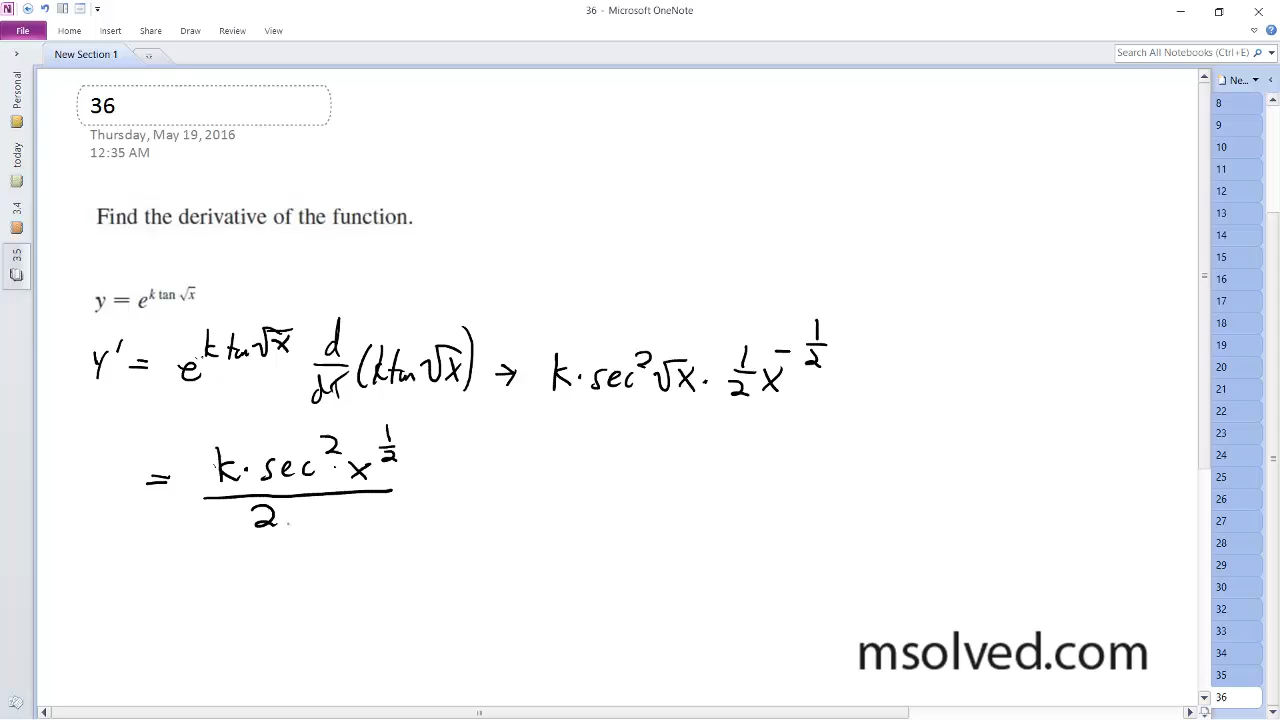 36 - Microsoft OneNote
File Home Insert Share Draw Review View
New Section 1
Search All Notebooks (Ctrl+E)
Personal
today
3.4
35
36
Thursday, May 19, 2016
12:35 AM
Find the derivative of the function.
y = e^{k tan √x}
y' = e^{k tan √x} d/dx (k tan √x) → k · sec² √x · 1/2 x^{-1/2}
= k · sec² x^{1/2} / 2
msolved.com
Ne...
8
9
10
11
12
13
14
15
16
17
18
19
20
21
22
23
24
25
26
27
28
29
30
32
33
34
35
36